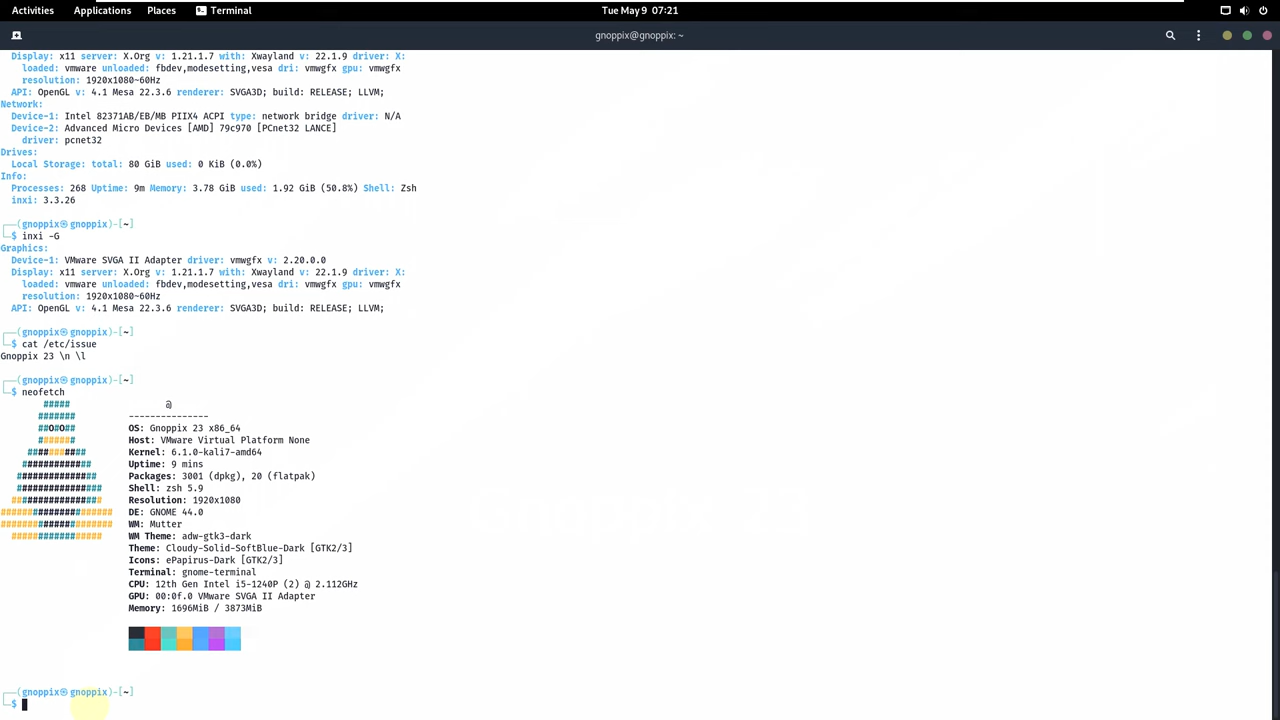 Activities Applications Places Terminal Tue May 9 07:21
gnoppix@gnoppix: ~
Display: x11 server: X.Org v: 1.21.1.7 with: Xwayland v: 22.1.9 driver: X:
loaded: vmware unloaded: fbdev,modesetting,vesa dri: vmwgfx gpu: vmwgfx
resolution: 1920x1080~60Hz
API: OpenGL v: 4.1 Mesa 22.3.6 renderer: SVGA3D; build: RELEASE; LLVM;
Network:
Device-1: Intel 82371AB/EB/MB PIIX4 ACPI type: network bridge driver: N/A
Device-2: Advanced Micro Devices [AMD] 79c970 [PCnet32 LANCE]
driver: pcnet32
Drives:
Local Storage: total: 80 GiB used: 0 KiB (0.0%)
Info:
Processes: 268 Uptime: 9m Memory: 3.78 GiB used: 1.92 GiB (50.8%) Shell: Zsh
inxi: 3.3.26
┌──(gnoppix㉿gnoppix)-[~]
└─$ inxi -G
Graphics:
Device-1: VMware SVGA II Adapter driver: vmwgfx v: 2.20.0.0
Display: x11 server: X.Org v: 1.21.1.7 with: Xwayland v: 22.1.9 driver: X:
loaded: vmware unloaded: fbdev,modesetting,vesa dri: vmwgfx gpu: vmwgfx
resolution: 1920x1080~60Hz
API: OpenGL v: 4.1 Mesa 22.3.6 renderer: SVGA3D; build: RELEASE; LLVM;
┌──(gnoppix㉿gnoppix)-[~]
└─$ cat /etc/issue
Gnoppix 23 \n \l
┌──(gnoppix㉿gnoppix)-[~]
└─$ neofetch
##### @
####### ---------------
##O#O## OS: Gnoppix 23 x86_64
####### Host: VMware Virtual Platform None
########### Kernel: 6.1.0-kali7-amd64
############# Uptime: 9 mins
############### Packages: 3001 (dpkg), 20 (flatpak)
################ Shell: zsh 5.9
################# Resolution: 1920x1080
##################### DE: GNOME 44.0
##################### WM: Mutter
################# WM Theme: adw-gtk3-dark
Theme: Cloudy-Solid-SoftBlue-Dark [GTK2/3]
Icons: ePapirus-Dark [GTK2/3]
Terminal: gnome-terminal
CPU: 12th Gen Intel i5-1240P (2) @ 2.112GHz
GPU: 00:0f.0 VMware SVGA II Adapter
Memory: 1696MiB / 3873MiB
┌──(gnoppix㉿gnoppix)-[~]
└─$